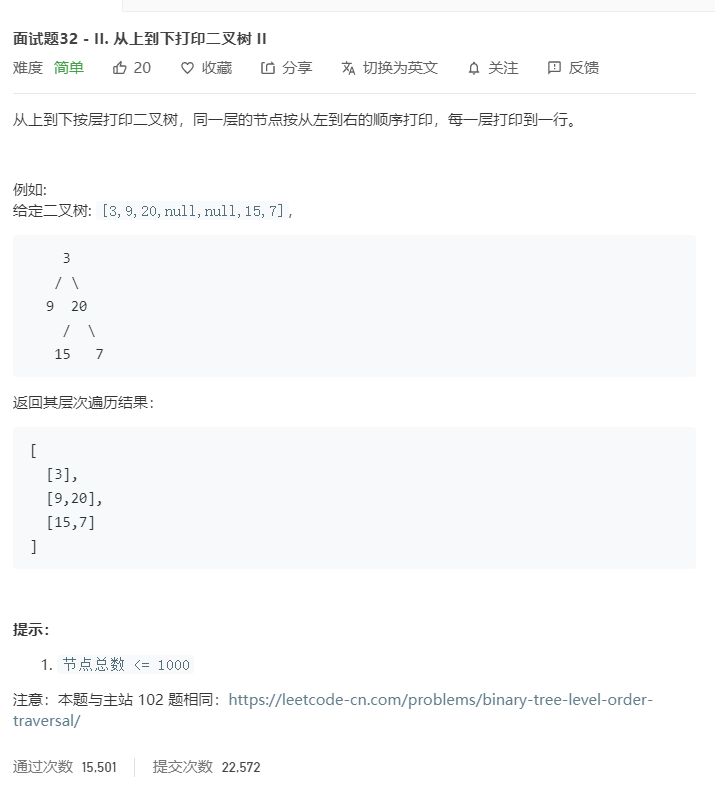 面试题32 - II. 从上到下打印二叉树 II
难度 简单 20 收藏 分享 切换为英文 关注 反馈
从上到下按层打印二叉树，同一层的节点按从左到右的顺序打印，每一层打印到一行。
例如:
给定二叉树: [3,9,20,null,null,15,7],
3
/ \
9 20
/ \
15 7
返回其层次遍历结果：
[
[3],
[9,20],
[15,7]
]
提示：
1. 节点总数 <= 1000
注意：本题与主站 102 题相同：https://leetcode-cn.com/problems/binary-tree-level-order-
traversal/
通过次数 15,501 提交次数 22,572